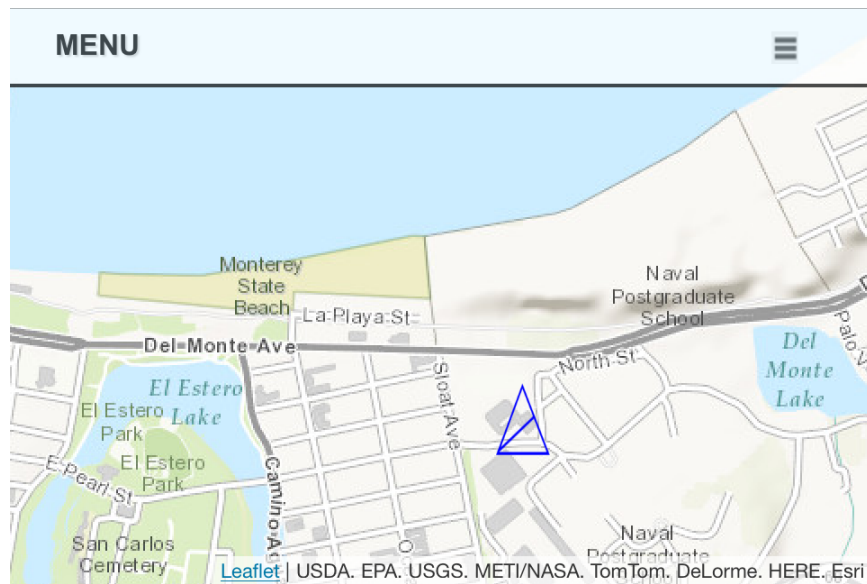 MENU
Monterey
State
Beach
Naval
Postgraduate
School
La Playa St
Del Monte Ave
North St
Del
Monte
Lake
El Estero
Lake
El Estero
Park
Sloat Ave
El Estero
Park
E Pearl St
San Carlos
Cemetery
Naval
Postgraduate
Leaflet | USDA. EPA. USGS. METI/NASA. TomTom. DeLorme. HERE. Esri